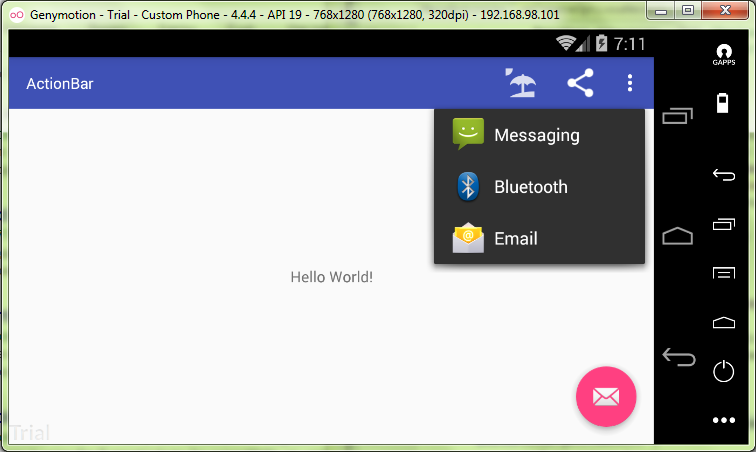 Genymotion - Trial - Custom Phone - 4.4.4 - API 19 - 768x1280 (768x1280, 320dpi) - 192.168.98.101
7:11
GAPPS
ActionBar
Messaging
Bluetooth
@
Email
Hello World!
Trial